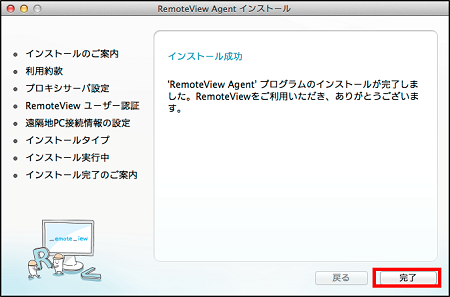 RemoteView Agent インストール
インストールのご案内
利用約款
プロキシサーバ設定
RemoteView ユーザー認証
遠隔地PC接続情報の設定
インストールタイプ
インストール実行中
インストール完了のご案内
インストール成功
'RemoteView Agent' プログラムのインストールが完了しま
した。RemoteViewをご利用いただき、ありがとうございま
す。
_emote_iew
R
戻る
完了